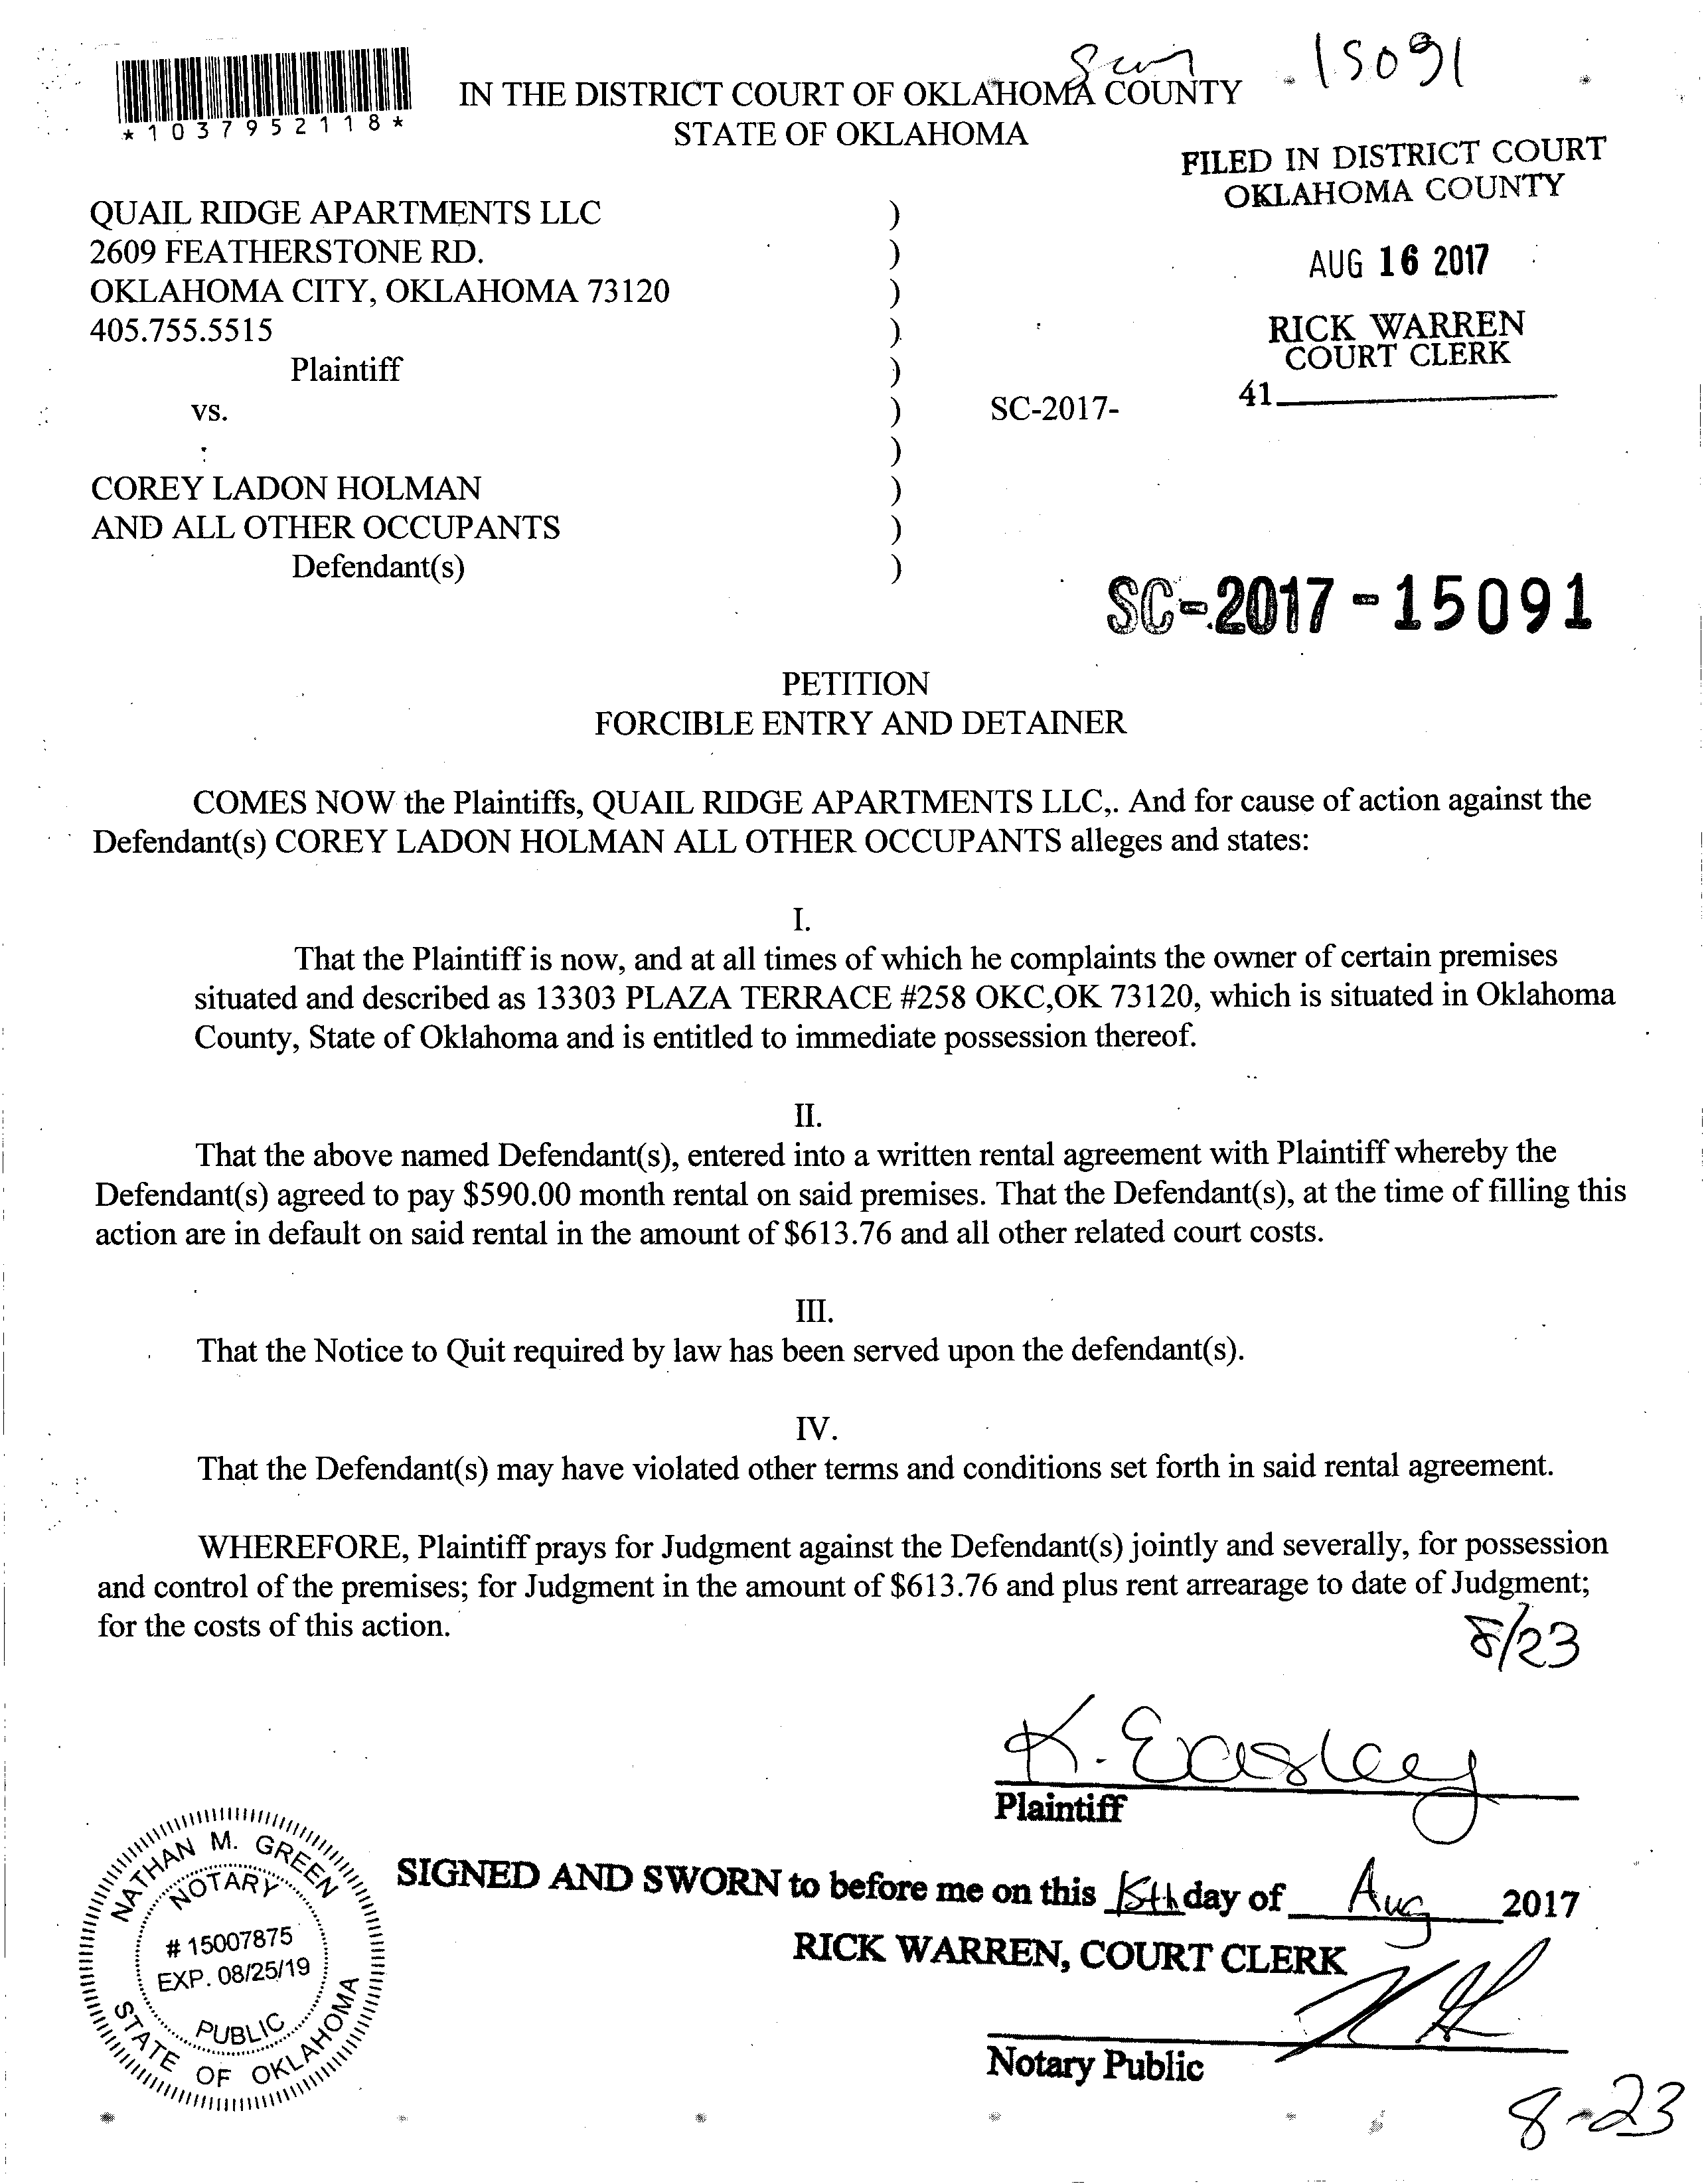 15091
*1037952118*
IN THE DISTRICT COURT OF OKLAHOMA COUNTY
STATE OF OKLAHOMA
FILED IN DISTRICT COURT
OKLAHOMA COUNTY
AUG 16 2017
RICK WARREN
COURT CLERK
41
QUAIL RIDGE APARTMENTS LLC )
2609 FEATHERSTONE RD. )
OKLAHOMA CITY, OKLAHOMA 73120 )
405.755.5515 )
Plaintiff )
vs. ) SC-2017-
)
COREY LADON HOLMAN )
AND ALL OTHER OCCUPANTS )
Defendant(s) )
SC-2017-15091
PETITION
FORCIBLE ENTRY AND DETAINER
COMES NOW the Plaintiffs, QUAIL RIDGE APARTMENTS LLC,. And for cause of action against the
Defendant(s) COREY LADON HOLMAN ALL OTHER OCCUPANTS alleges and states:
I.
That the Plaintiff is now, and at all times of which he complaints the owner of certain premises
situated and described as 13303 PLAZA TERRACE #258 OKC,OK 73120, which is situated in Oklahoma
County, State of Oklahoma and is entitled to immediate possession thereof.
II.
That the above named Defendant(s), entered into a written rental agreement with Plaintiff whereby the
Defendant(s) agreed to pay $590.00 month rental on said premises. That the Defendant(s), at the time of filling this
action are in default on said rental in the amount of $613.76 and all other related court costs.
III.
That the Notice to Quit required by law has been served upon the defendant(s).
IV.
That the Defendant(s) may have violated other terms and conditions set forth in said rental agreement.
WHEREFORE, Plaintiff prays for Judgment against the Defendant(s) jointly and severally, for possession
and control of the premises; for Judgment in the amount of $613.76 and plus rent arrearage to date of Judgment;
for the costs of this action.
8/23
K. Easley
Plaintiff
NATHAN M. GREEN
NOTARY
# 15007875
EXP. 08/25/19
PUBLIC
STATE OF OKLAHOMA
SIGNED AND SWORN to before me on this 15th day of Aug 2017
RICK WARREN, COURT CLERK
Notary Public
8-23